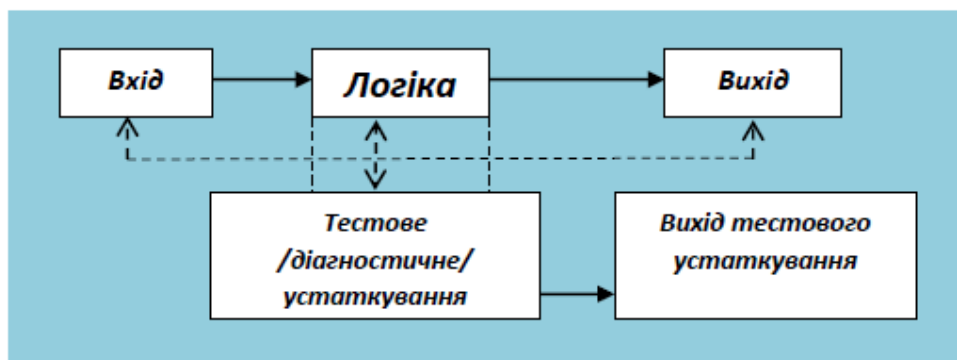 Вхід
Логіка
Вихід
Тестове
/діагностичне/
устаткування
Вихід тестового
устаткування